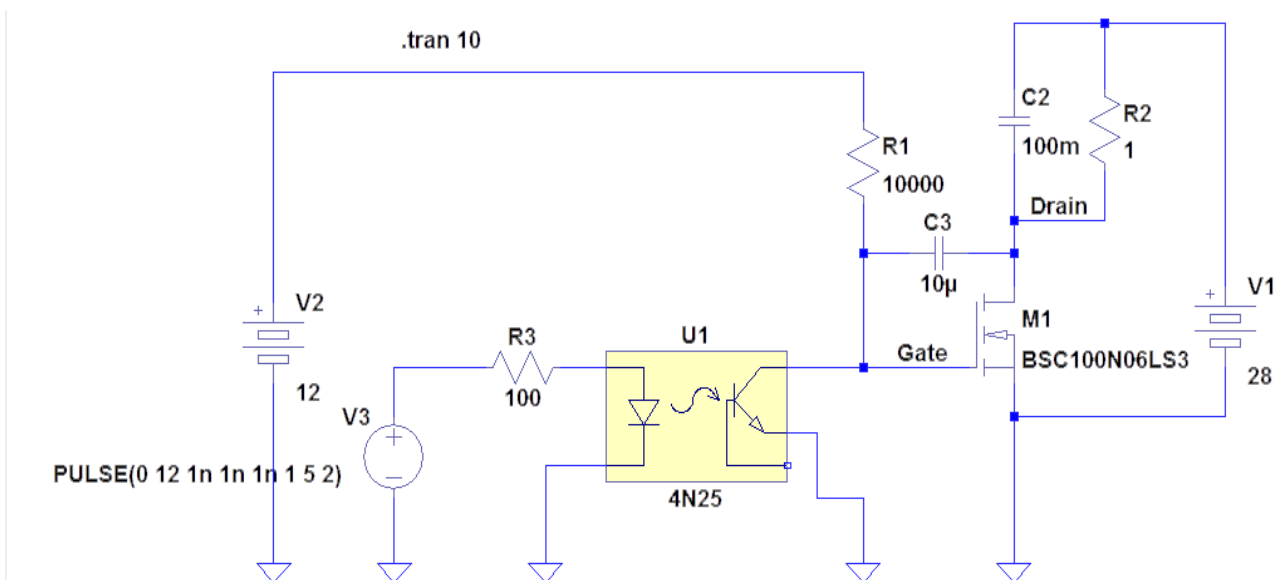 .tran 10
C2
100m
R2
1
R1
10000
Drain
C3
10µ
V2
12
V1
28
M1
BSC100N06LS3
Gate
U1
R3
100
V3
PULSE(0 12 1n 1n 1n 1 5 2)
4N25